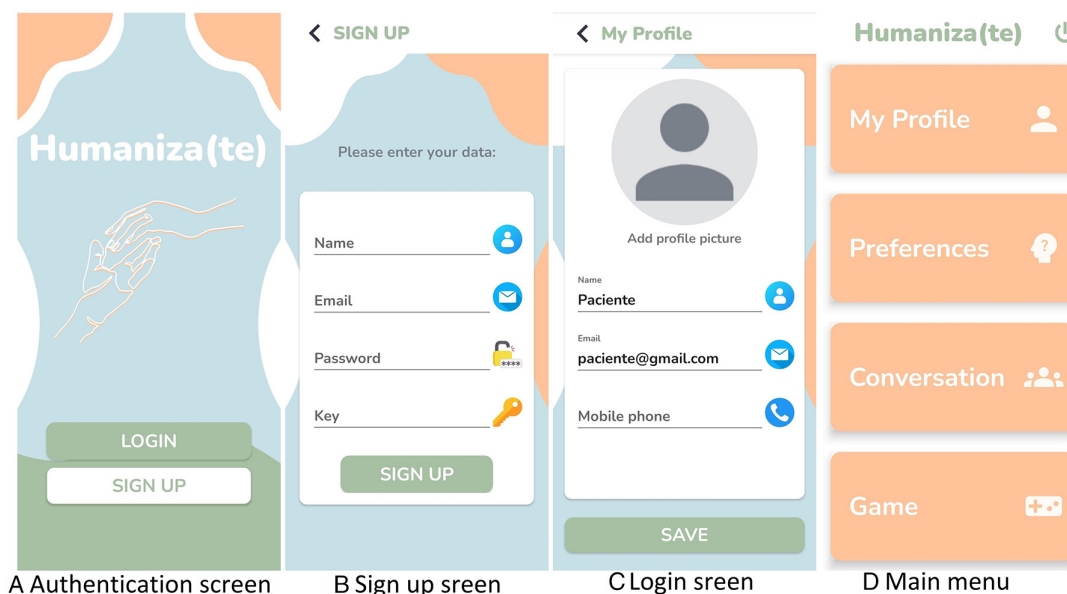 Humaniza(te)
LOGIN
SIGN UP
A Authentication screen
SIGN UP
Please enter your data:
Name
Email
Password
****
Key
SIGN UP
B Sign up sreen
My Profile
Add profile picture
Name
Paciente
Email
paciente@gmail.com
Mobile phone
SAVE
C Login sreen
Humaniza(te)
My Profile
Preferences
?
Conversation
Game
D Main menu